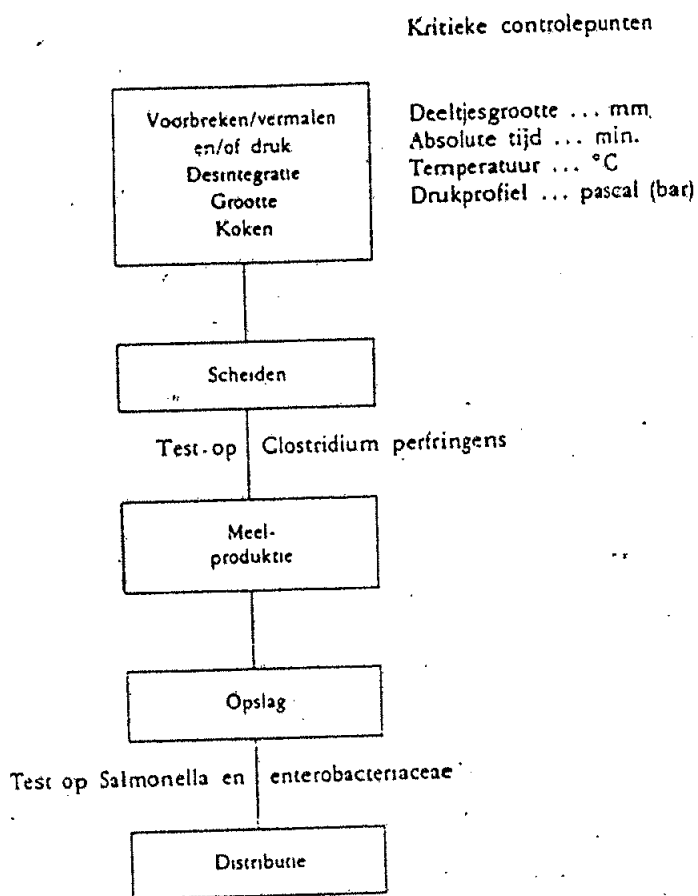 Kritieke controlepunten
Voorbreken/vermalen
en/of druk
Desintegratie
Grootte
Koken
Deeltjesgrootte ... mm
Absolute tijd ... min.
Temperatuur ... °C
Drukprofiel ... pascal (bar)
Scheiden
Test op Clostridium perfringens
Meel-
produktie
Opslag
Test op Salmonella en enterobacteriaceae
Distributie